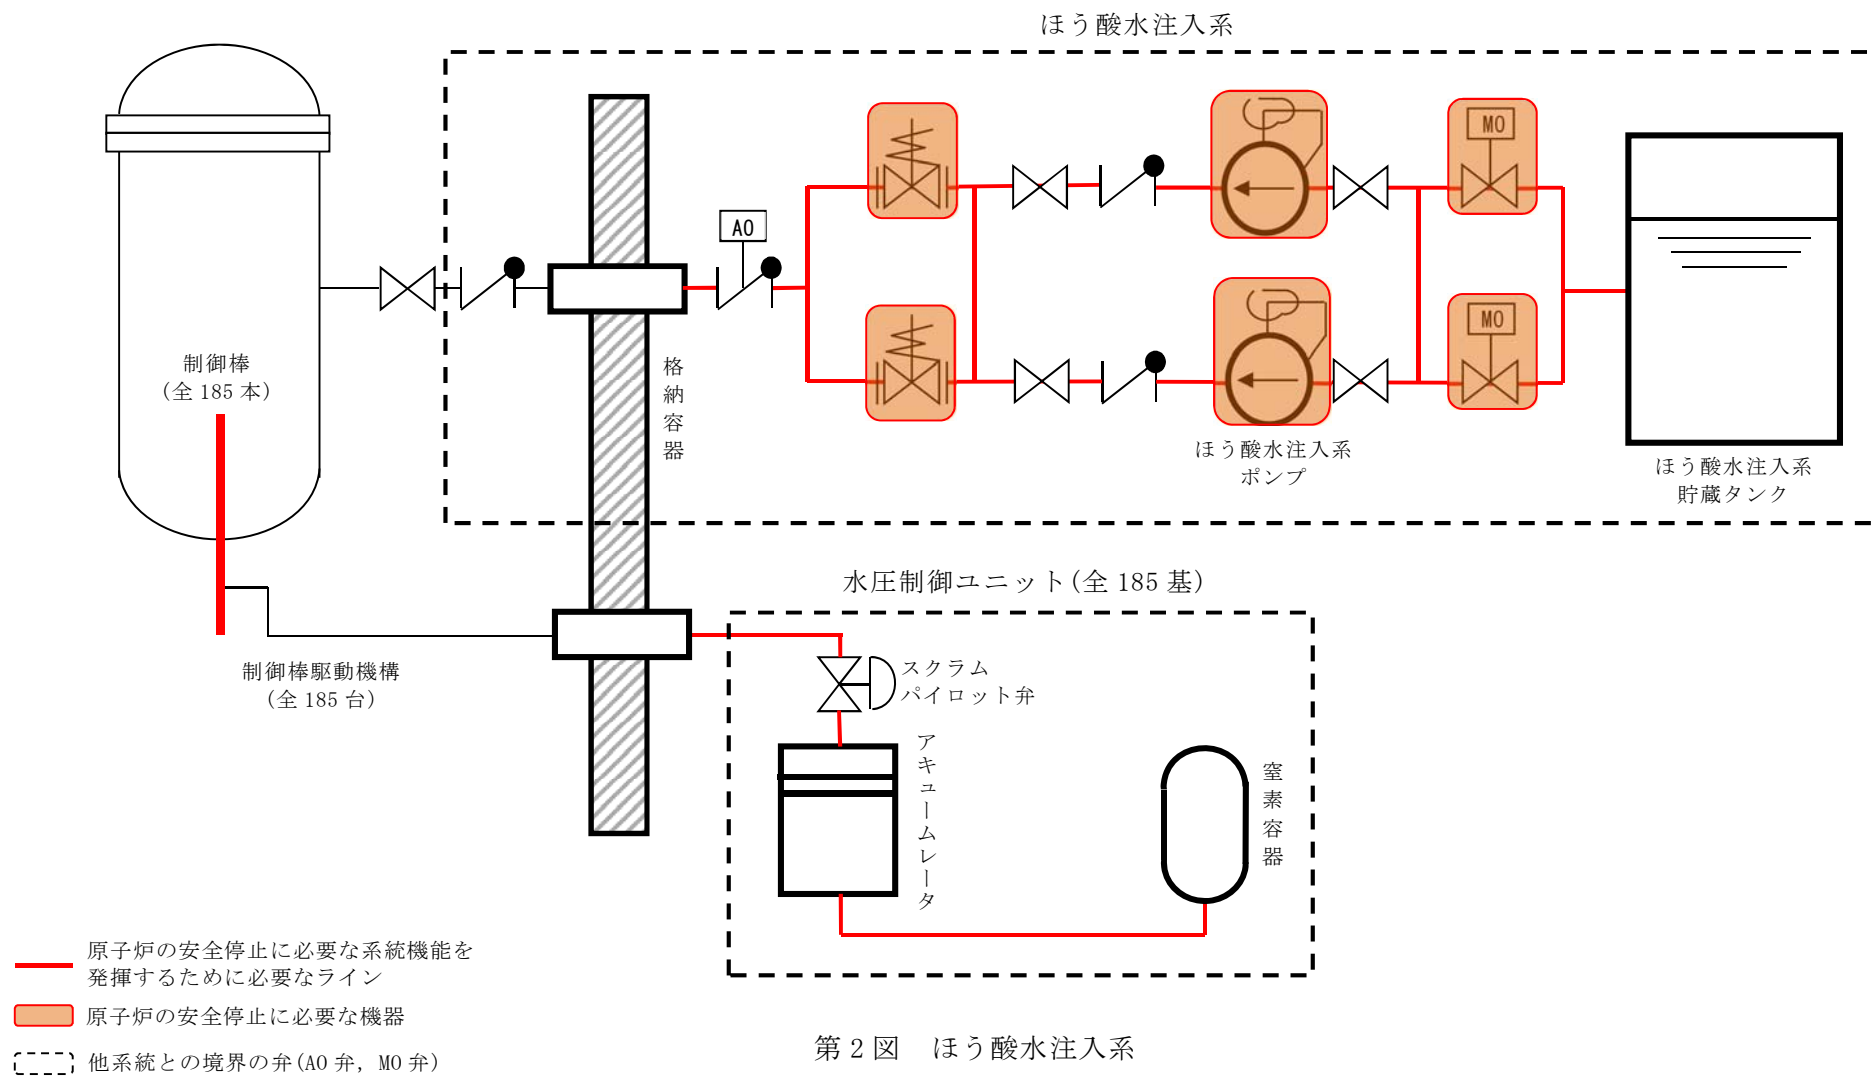 ほう酸水注入系
MO
AO
制御棒
(全 185 本)
格納容器
MO
ほう酸水注入系
ポンプ
ほう酸水注入系
貯蔵タンク
水圧制御ユニット(全 185 基)
制御棒駆動機構
(全 185 台)
スクラム
パイロット弁
アキュームレータ
窒素容器
原子炉の安全停止に必要な系統機能を
発揮するために必要なライン
原子炉の安全停止に必要な機器
他系統との境界の弁(AO 弁, MO 弁)
第 2 図 ほう酸水注入系